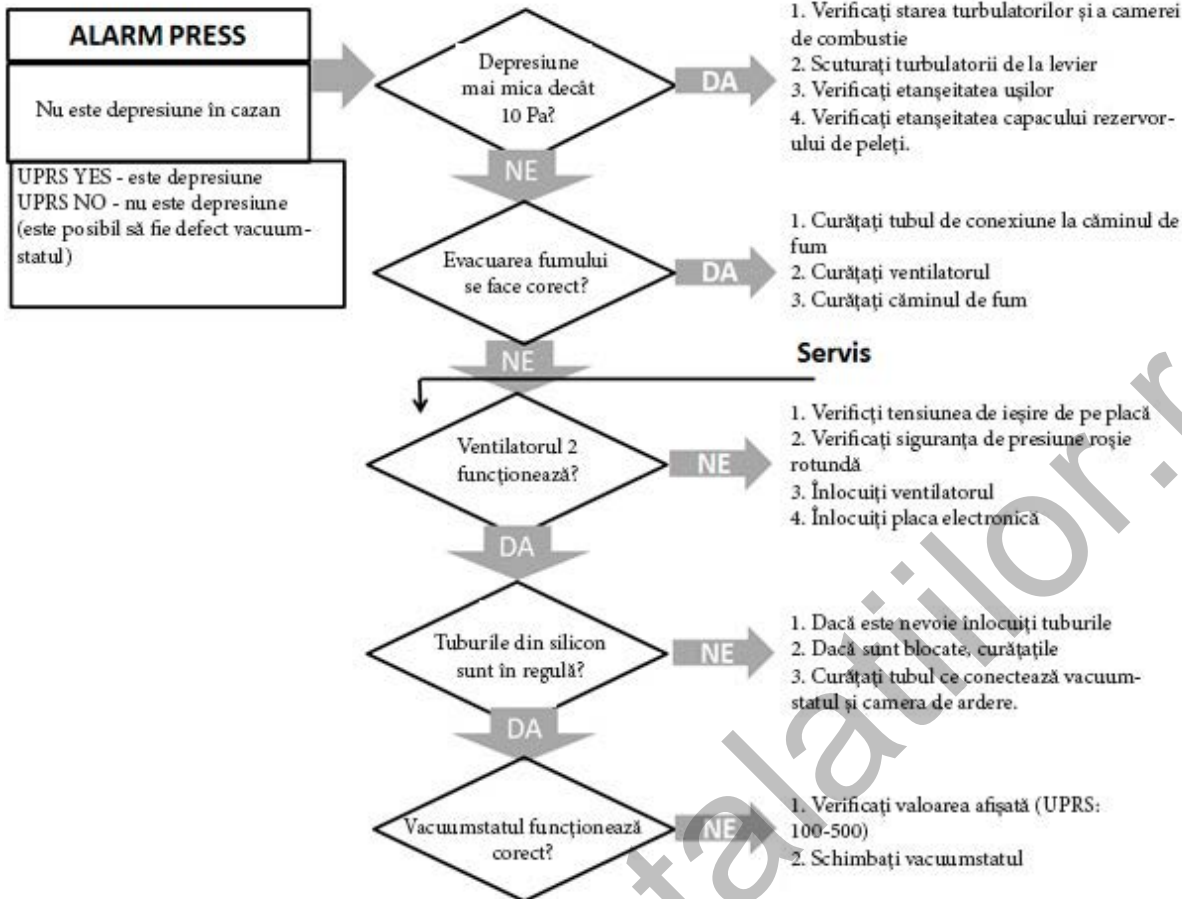 ALARM PRESS
Nu este depresiune în cazan
UPRS YES - este depresiune
UPRS NO - nu este depresiune
(este posibil să fie defect vacuum-
statul)
Depresiune
mai mica decât
10 Pa?
DA
1. Verificați starea turbulatorilor și a camerei
de combustie
2. Scuturați turbulatorii de la levier
3. Verificați etanșeitatea ușilor
4. Verificați etanșeitatea capacului rezervor-
ului de peleți.
NE
Evacuarea fumului
se face corect?
DA
1. Curățați tubul de conexiune la căminul de
fum
2. Curățați ventilatorul
3. Curățați căminul de fum
NE
Servis
Ventilatorul 2
funcționează?
NE
1. Verificți tensiunea de ieșire de pe placă
2. Verificați siguranța de presiune roșie
rotundă
3. Înlocuiți ventilatorul
4. Înlocuiți placa electronică
DA
Tuburile din silicon
sunt în regulă?
NE
1. Dacă este nevoie înlocuiți tuburile
2. Dacă sunt blocate, curățațile
3. Curățați tubul ce conectează vacuum-
statul și camera de ardere.
DA
Vacuumstatul funcționează
corect?
NE
1. Verificați valoarea afișată (UPRS:
100-500)
2. Schimbați vacuumstatul
talatiilor.r